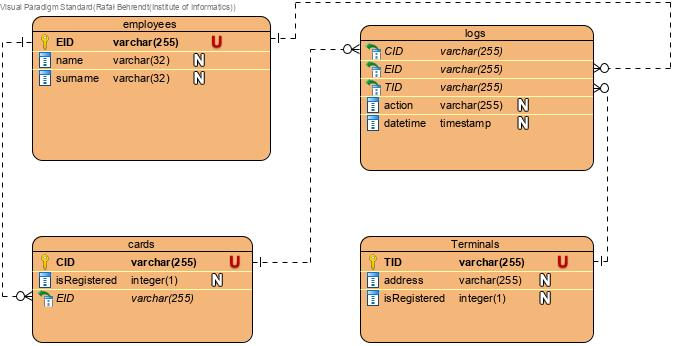 Visual Paradigm Standard(Rafał Behrendt(Institute of Informatics))
employees
EID varchar(255) U
name varchar(32) N
surname varchar(32) N
logs
CID varchar(255)
EID varchar(255)
TID varchar(255)
action varchar(255) N
datetime timestamp N
cards
CID varchar(255) U
isRegistered integer(1) N
EID varchar(255)
Terminals
TID varchar(255) U
address varchar(255) N
isRegistered integer(1) N